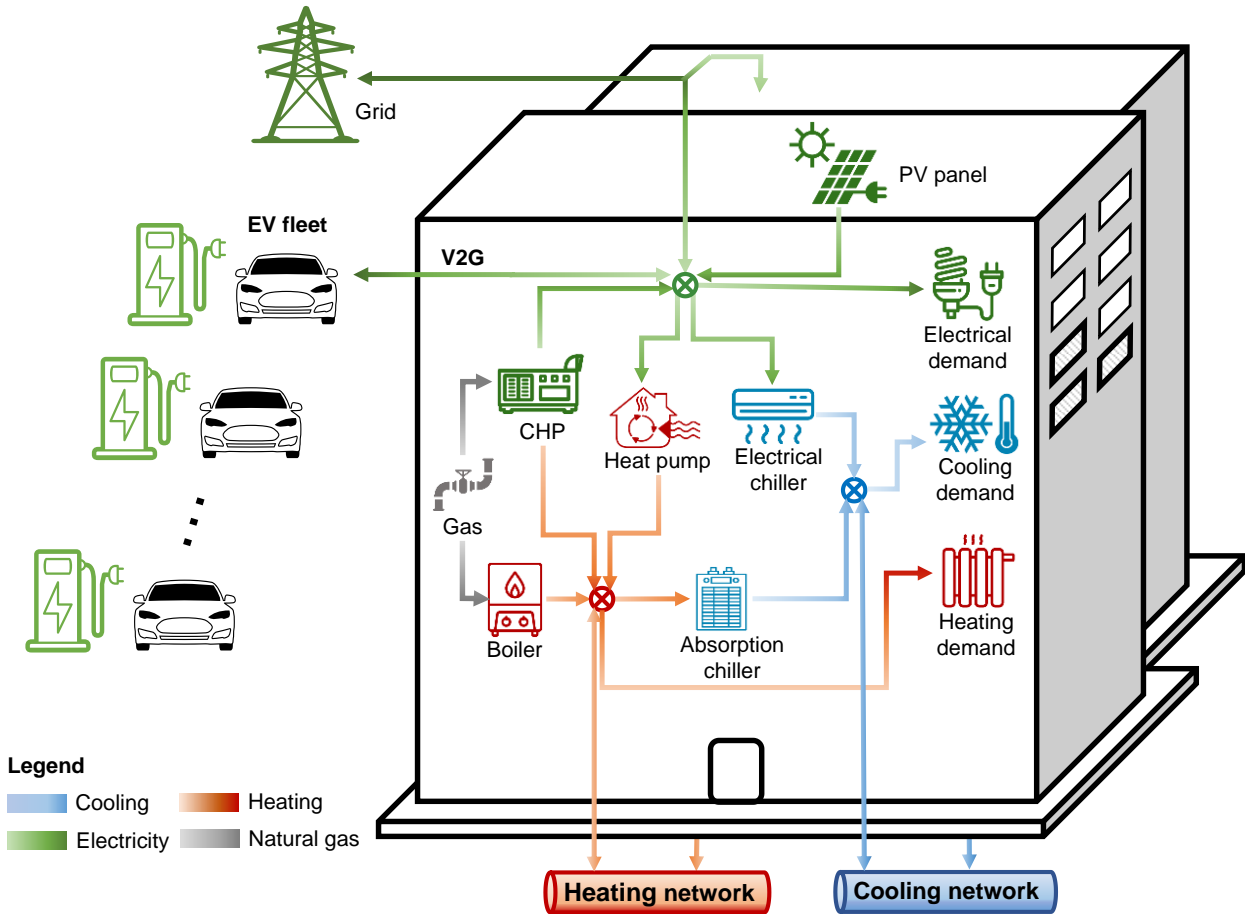 Grid
PV panel
EV fleet
V2G
Electrical
demand
CHP
Heat pump
Electrical
chiller
Cooling
demand
Gas
Boiler
Absorption
chiller
Heating
demand
Legend
Cooling
Heating
Electricity
Natural gas
Heating network
Cooling network